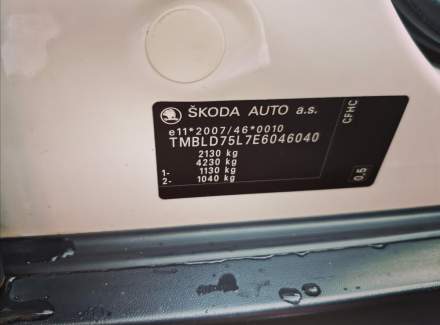 ŠKODA AUTO a.s.
e11*2007/46*0010
TMBLD75L7E6046040
2130 kg
4230 kg
1- 1130 kg
2- 1040 kg
CFHC
0.5